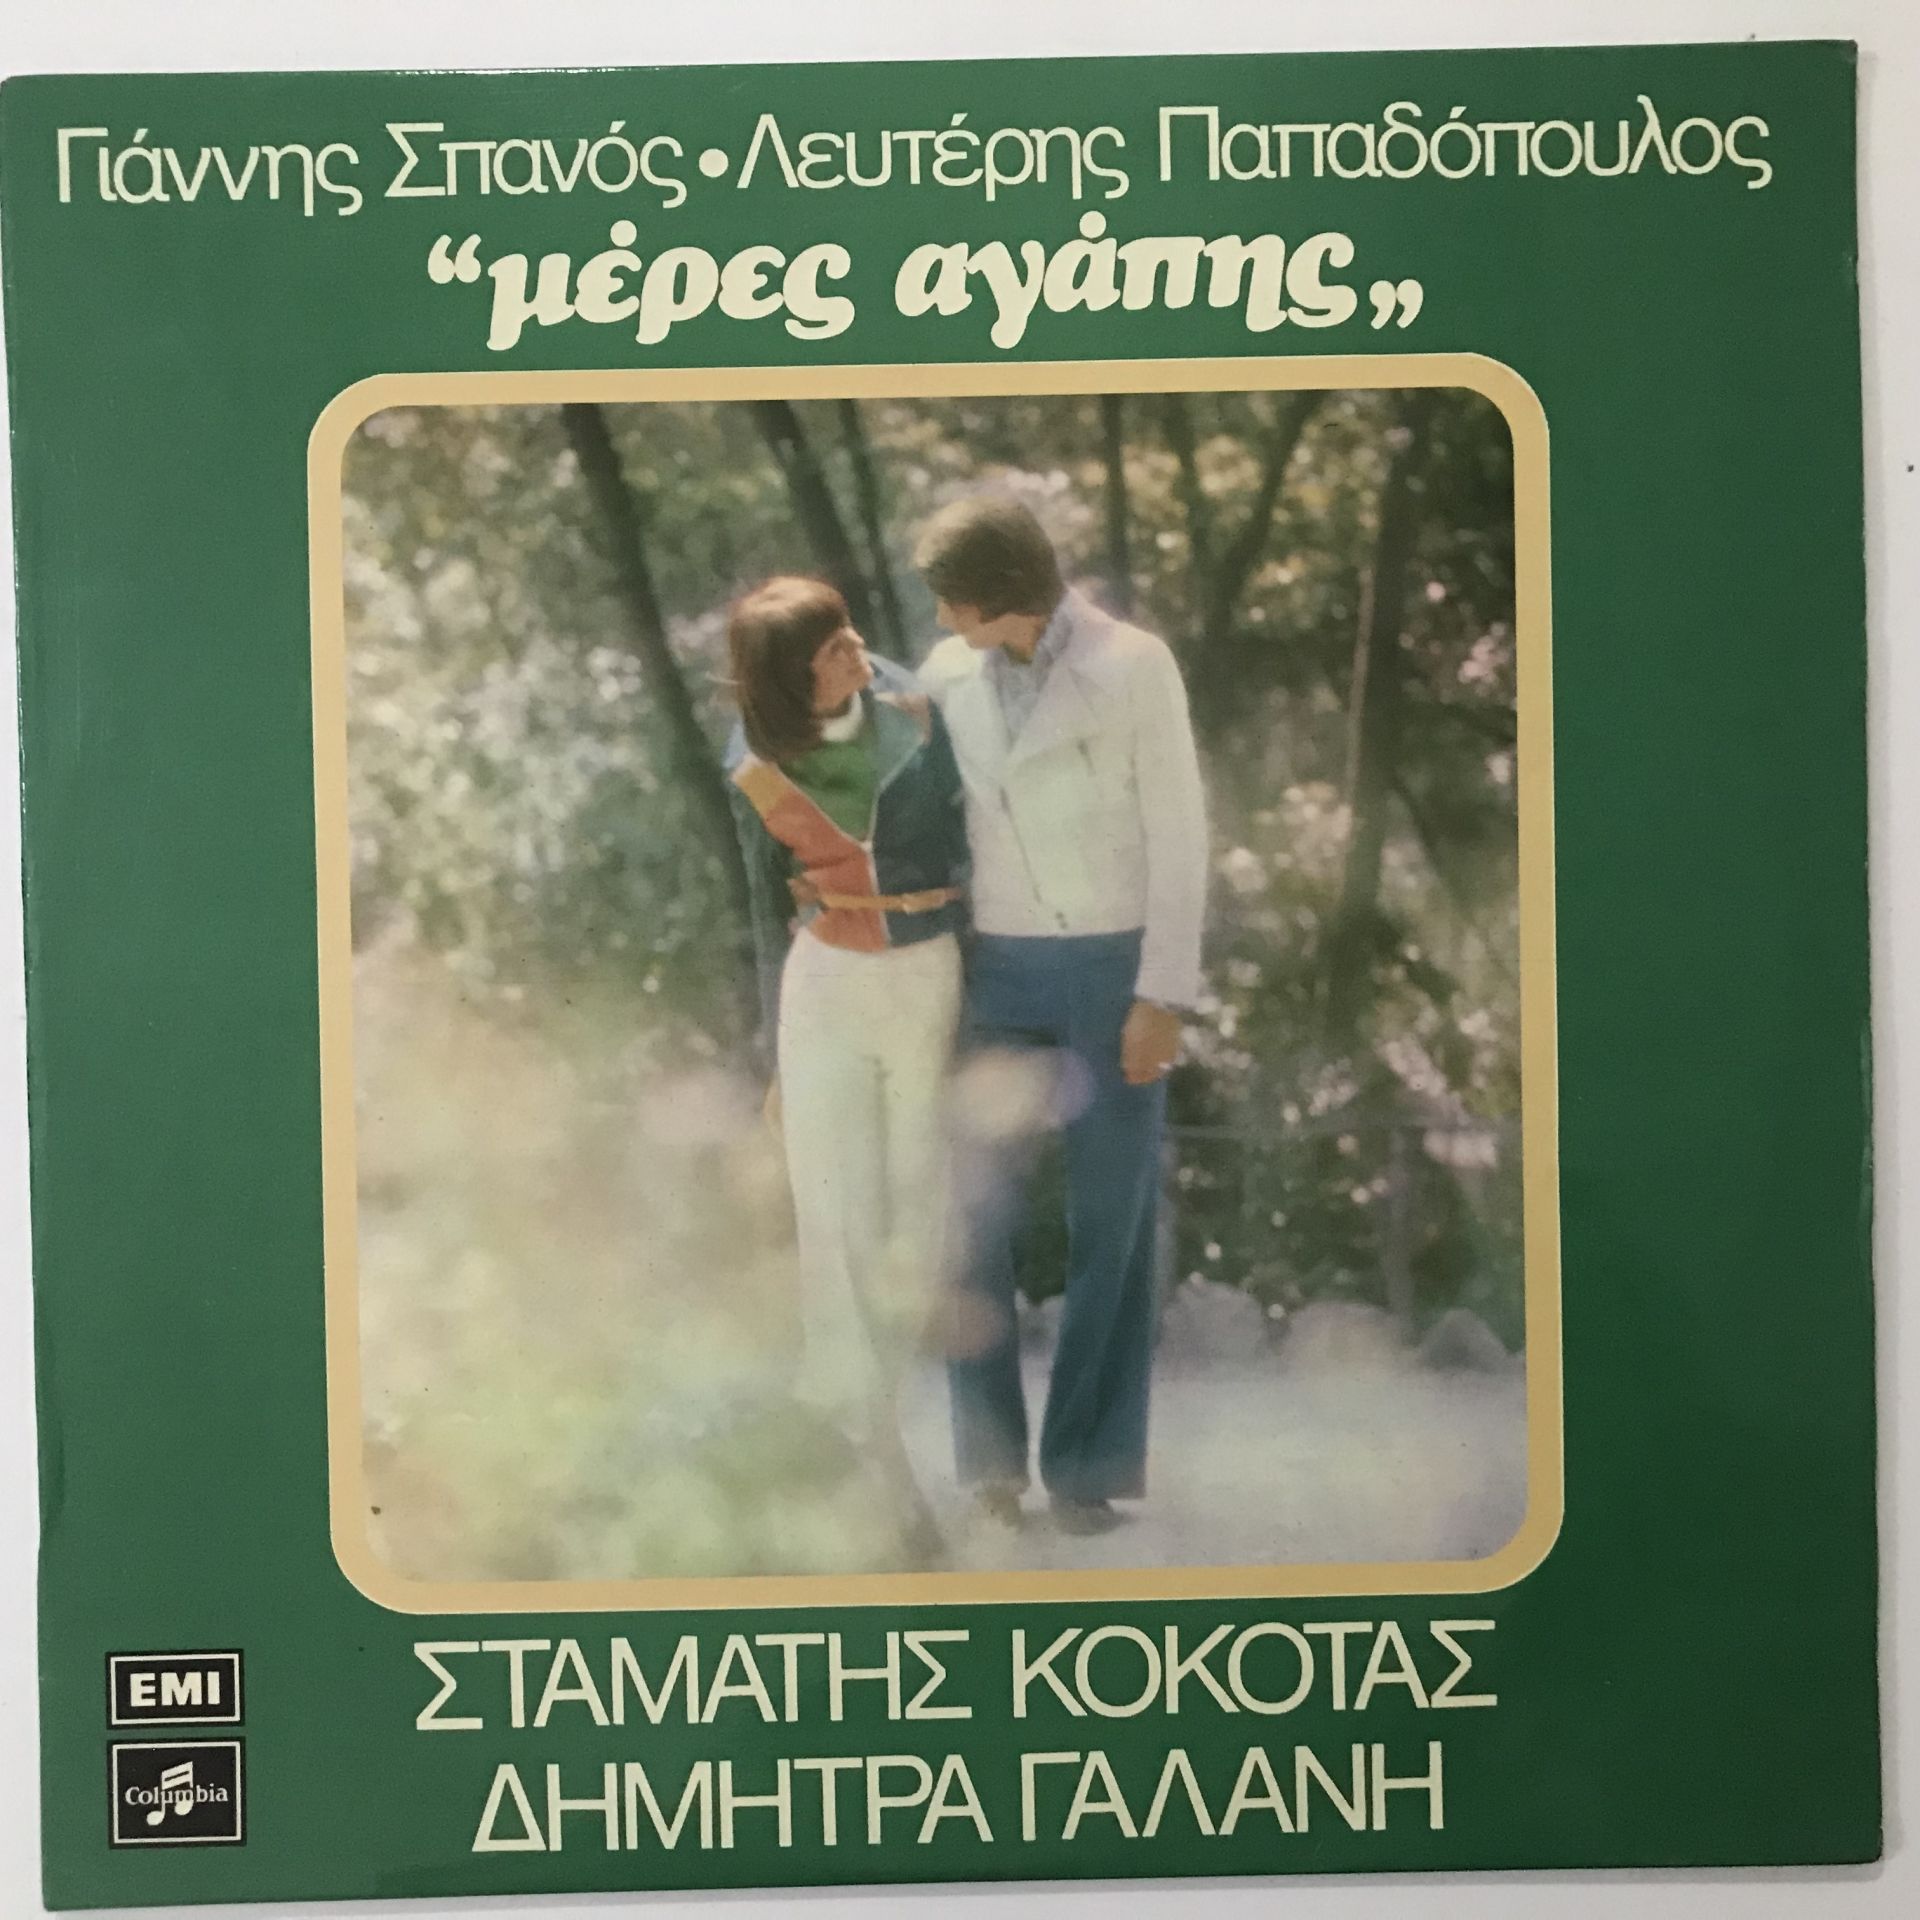 Γιάννης Σπανός • Λευτέρης Παπαδόπουλος
“μέρες αγάπης„
ΣΤΑΜΑΤΗΣ ΚΟΚΟΤΑΣ
ΔΗΜΗΤΡΑ ΓΑΛΑΝΗ
EMI
Columbia